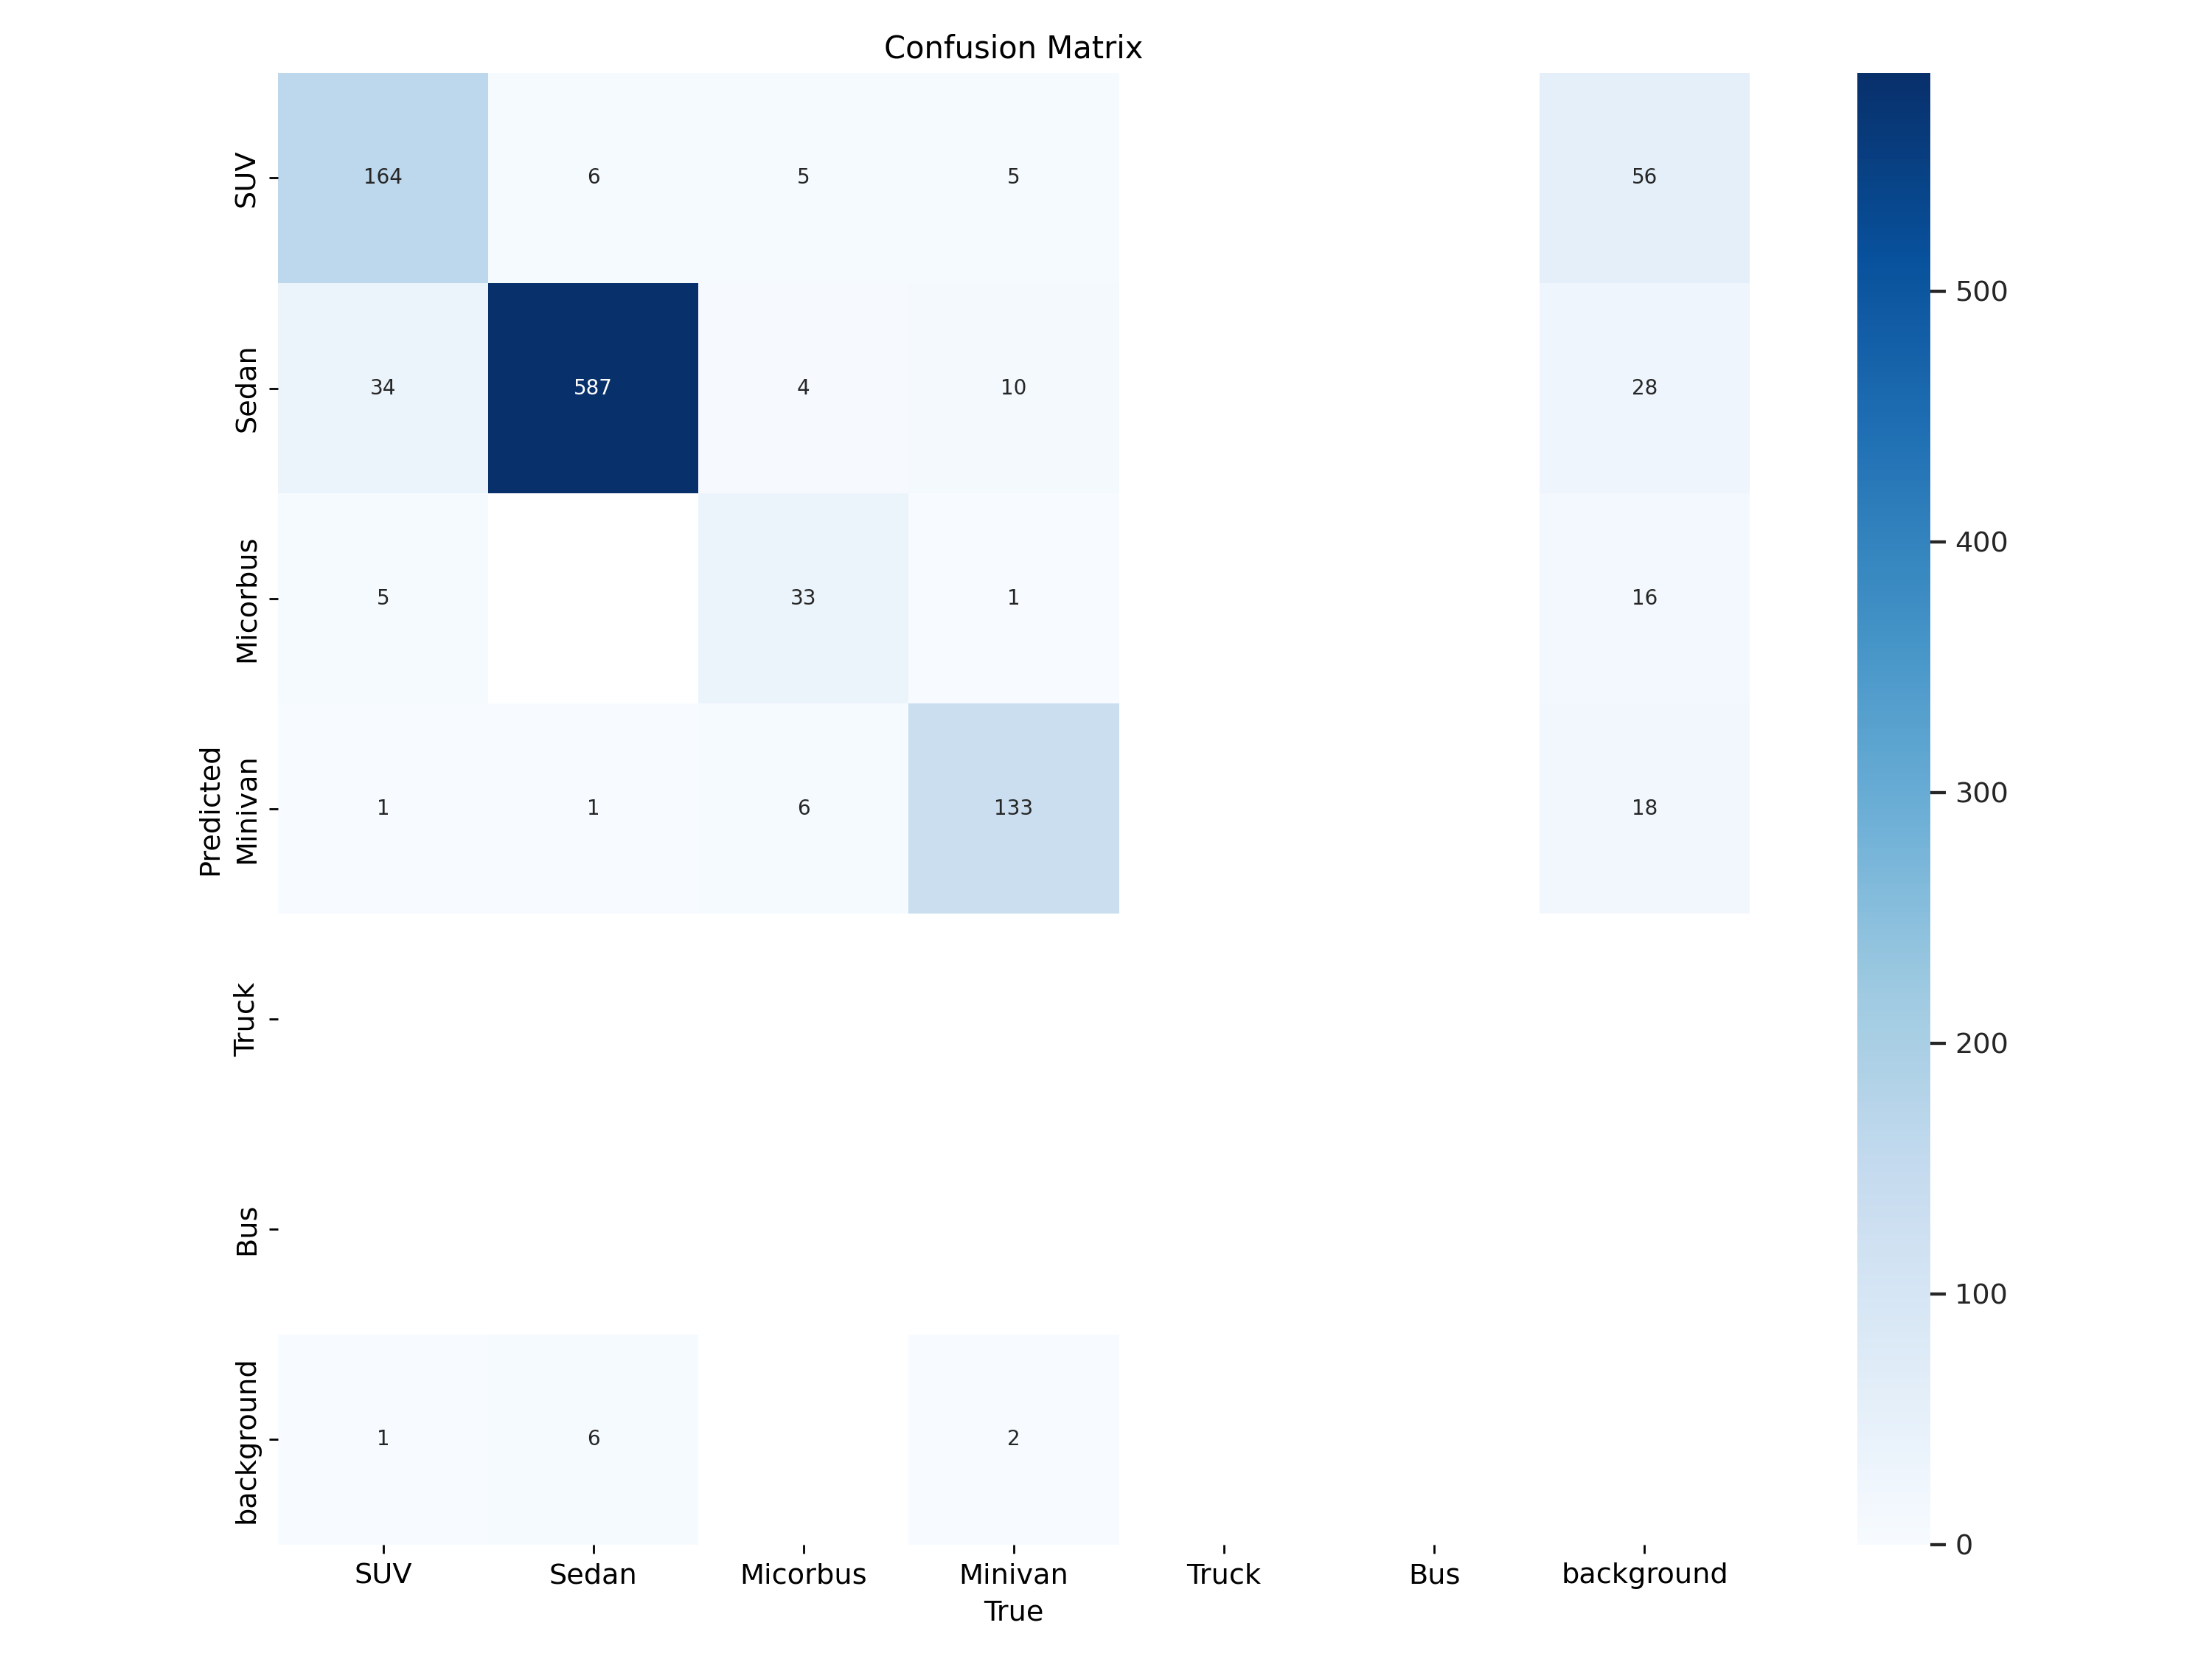 Confusion Matrix
SUV 164 6 5 5 56
Sedan 34 587 4 10 28
Micorbus 5 33 1 16
Predicted
Minivan 1 1 6 133 18
Truck
Bus
background 1 6 2
SUV Sedan Micorbus Minivan Truck Bus background
True
500
400
300
200
100
0